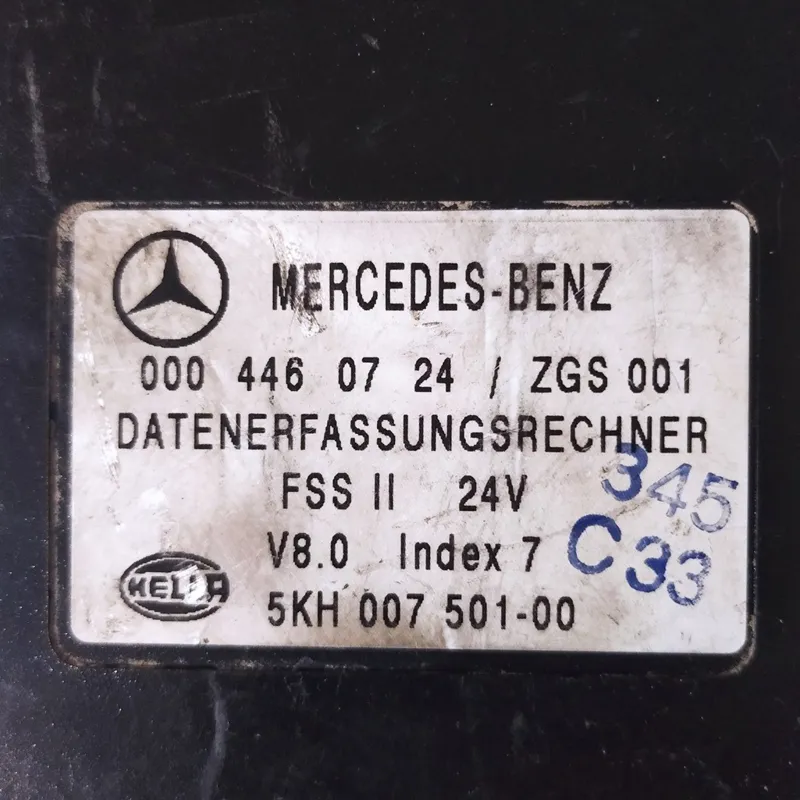 MERCEDES-BENZ
000 446 07 24 / ZGS 001
DATENERFASSUNGSRECHNER
FSS II 24V
345
V8.0 Index 7
C33
HELLA
5KH 007 501-00